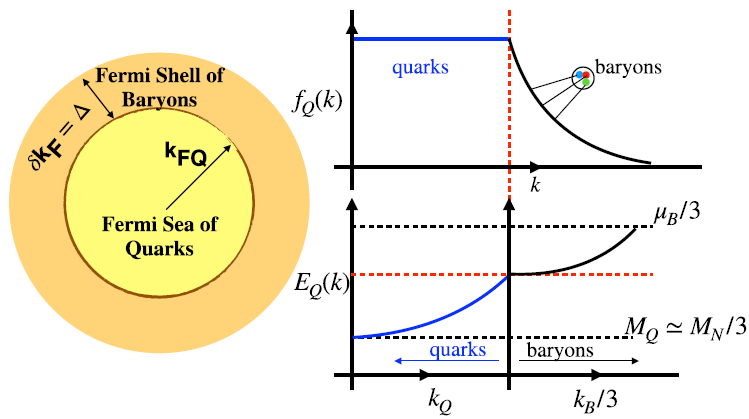 Fermi Shell of
Baryons
δk_F = Δ
k_FQ
Fermi Sea of
Quarks
quarks
baryons
f_Q(k)
k
μ_B/3
E_Q(k)
M_Q ≃ M_N/3
quarks
baryons
k_Q
k_B/3